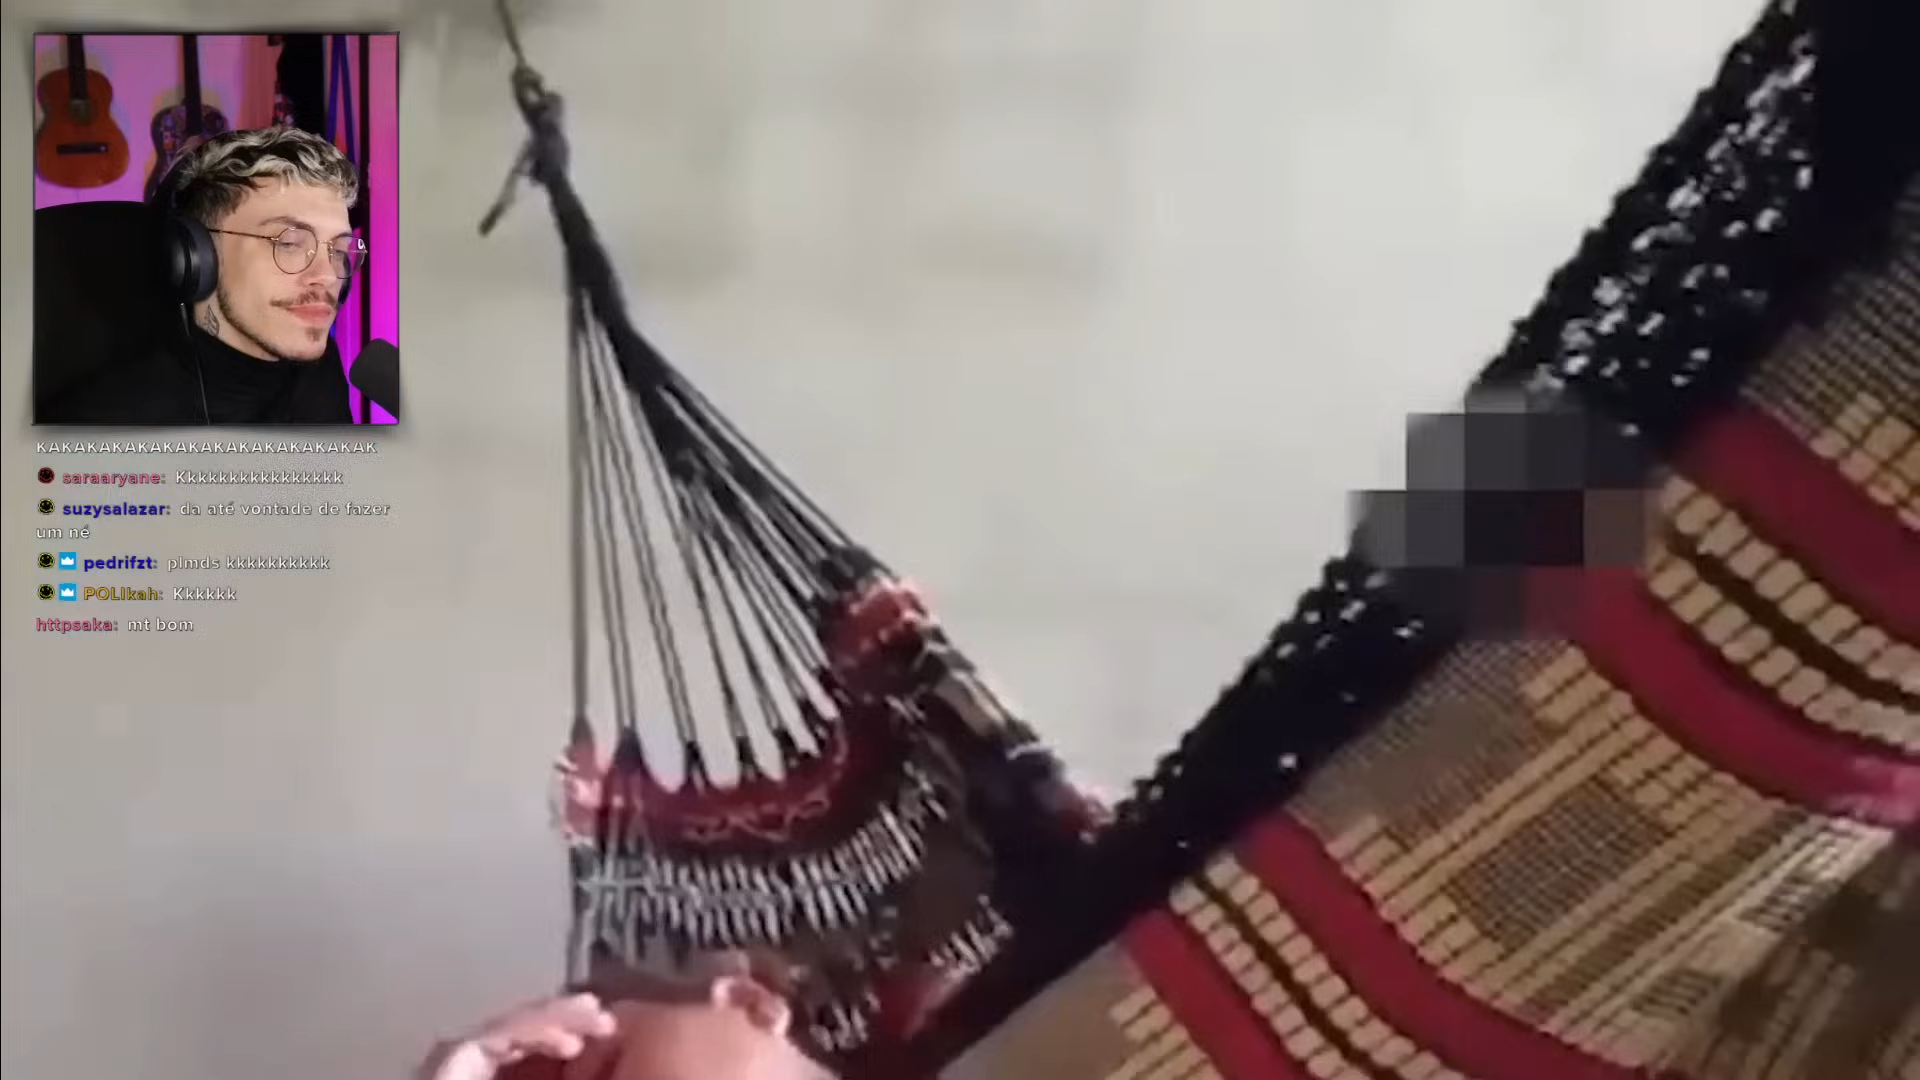 KAKAKAKAKAKAKAKAKAKAKAKAKAK
saraaryane: Kkkkkkkkkkkkkkkk
suzysalazar: da até vontade de fazer
um né
pedrifzt: plmds kkkkkkkkkk
POLIkah: Kkkkkk
httpsaka: mt bom